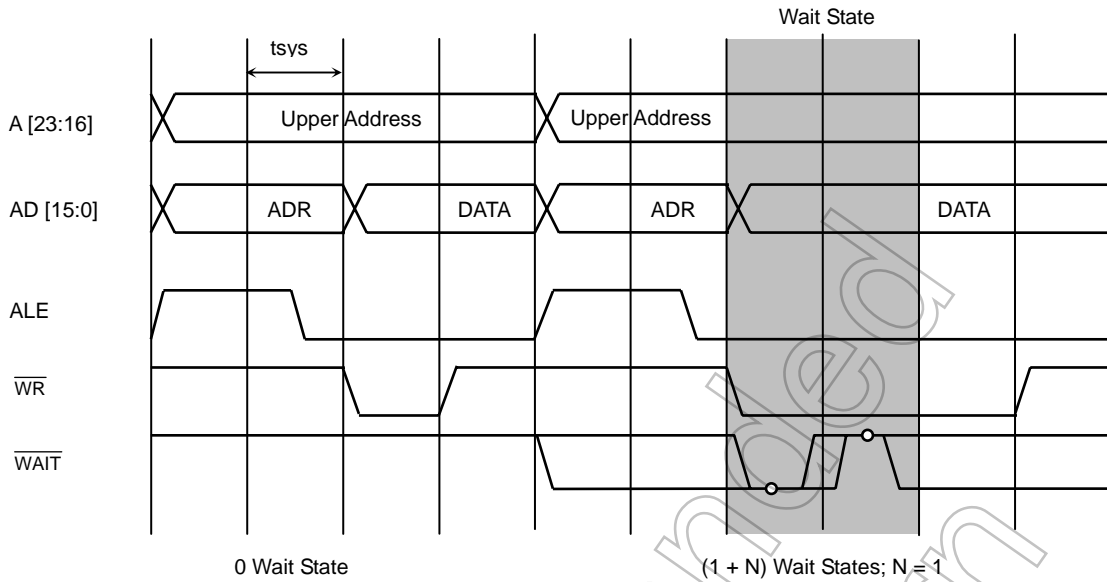 Wait State
tsys
A [23:16]
Upper Address
Upper Address
AD [15:0]
ADR
DATA
ADR
DATA
ALE
WR
WAIT
0 Wait State
(1 + N) Wait States; N = 1